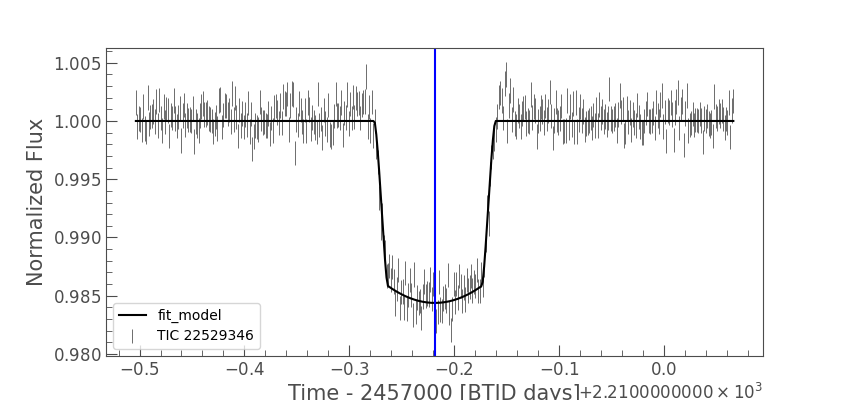 1.005
1.000
0.995
0.990
0.985
0.980
Normalized Flux
fit_model
TIC 22529346
−0.5 −0.4 −0.3 −0.2 −0.1 0.0
Time - 2457000 [BTJD days]
+2.2100000000 × 10³